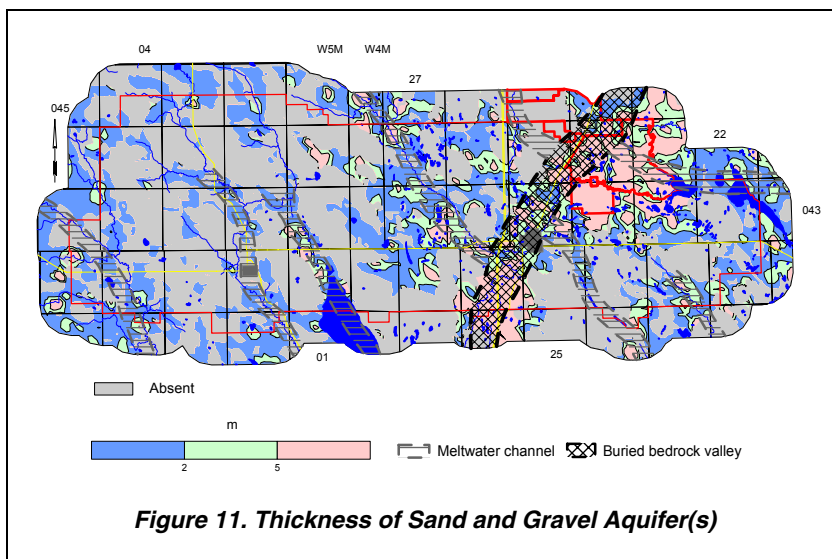 04
W5M W4M
27
045
22
043
01
25
Absent
m
2 5
Meltwater channel
Buried bedrock valley
Figure 11. Thickness of Sand and Gravel Aquifer(s)